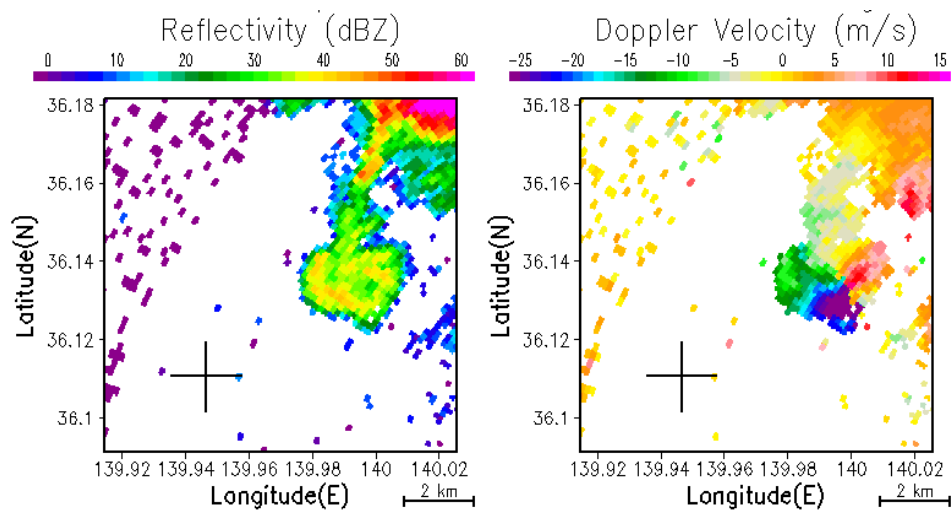 Reflectivity (dBZ)
0 10 20 30 40 50 60
36.18
36.16
36.14
36.12
36.1
Latitude(N)
139.92 139.94 139.96 139.98 140 140.02
Longitude(E)
2 km
Doppler Velocity (m/s)
-25 -20 -15 -10 -5 0 5 10 15
36.18
36.16
36.14
36.12
36.1
Latitude(N)
139.92 139.94 139.96 139.98 140 140.02
Longitude(E)
2 km